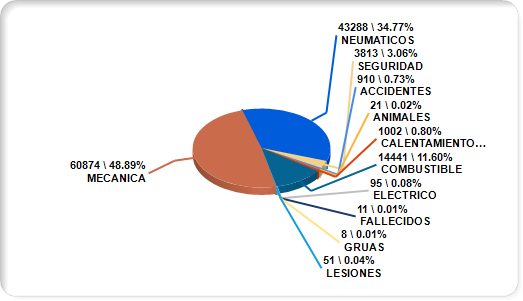 43288 \ 34.77%
NEUMATICOS
3813 \ 3.06%
SEGURIDAD
910 \ 0.73%
ACCIDENTES
21 \ 0.02%
ANIMALES
1002 \ 0.80%
CALENTAMIENTO...
14441 \ 11.60%
COMBUSTIBLE
95 \ 0.08%
ELECTRICO
11 \ 0.01%
FALLECIDOS
8 \ 0.01%
GRUAS
51 \ 0.04%
LESIONES
60874 \ 48.89%
MECANICA